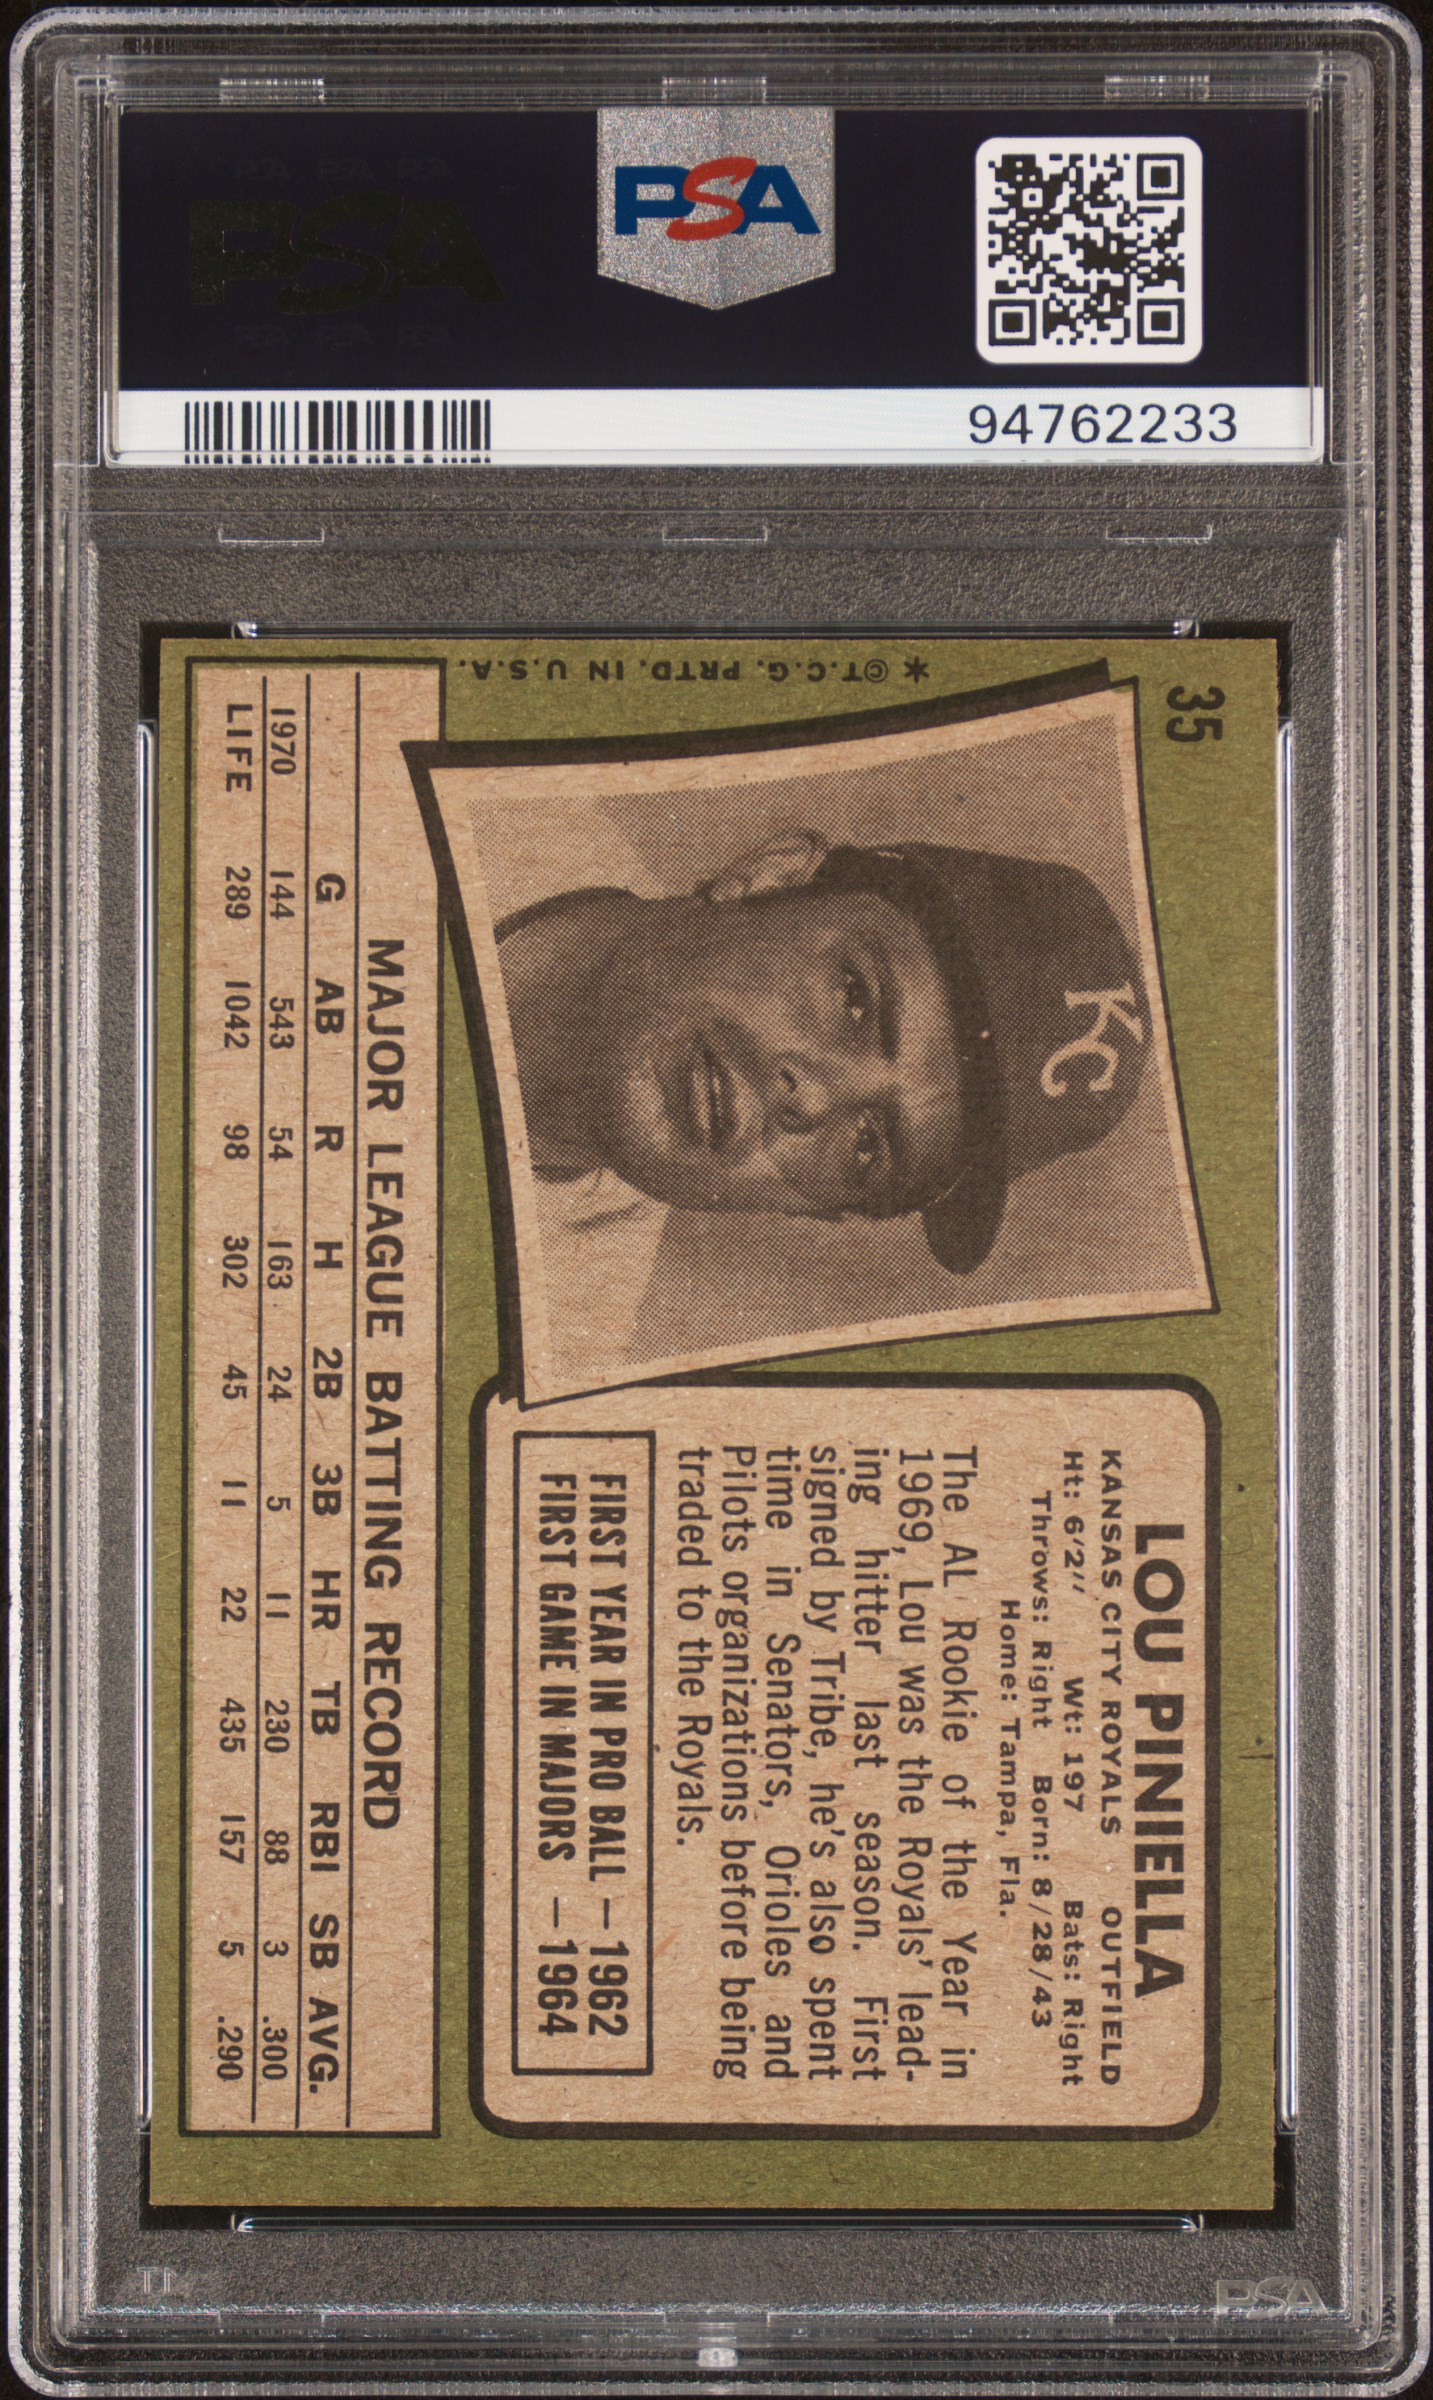 PSA
PSA
94762233
35
LOU PINIELLA
KANSAS CITY ROYALS OUTFIELD
Ht: 6'2" Wt: 197 Bats: Right
Throws: Right Born: 8/28/43
Home: Tampa, Fla.
The AL Rookie of the Year in
1969, Lou was the Royals' lead-
ing hitter last season. First
signed by Tribe, he's also spent
time in Senators, Orioles and
Pilots organizations before being
traded to the Royals.
FIRST YEAR IN PRO BALL — 1962
FIRST GAME IN MAJORS — 1964
KC
*©T.C.G. PRTD. IN U.S.A.
MAJOR LEAGUE BATTING RECORD
G AB R H 2B 3B HR TB RBI SB AVG.
1970 144 543 54 163 24 5 11 230 88 3 .300
LIFE 289 1042 98 302 45 11 22 435 157 5 .290
PSA